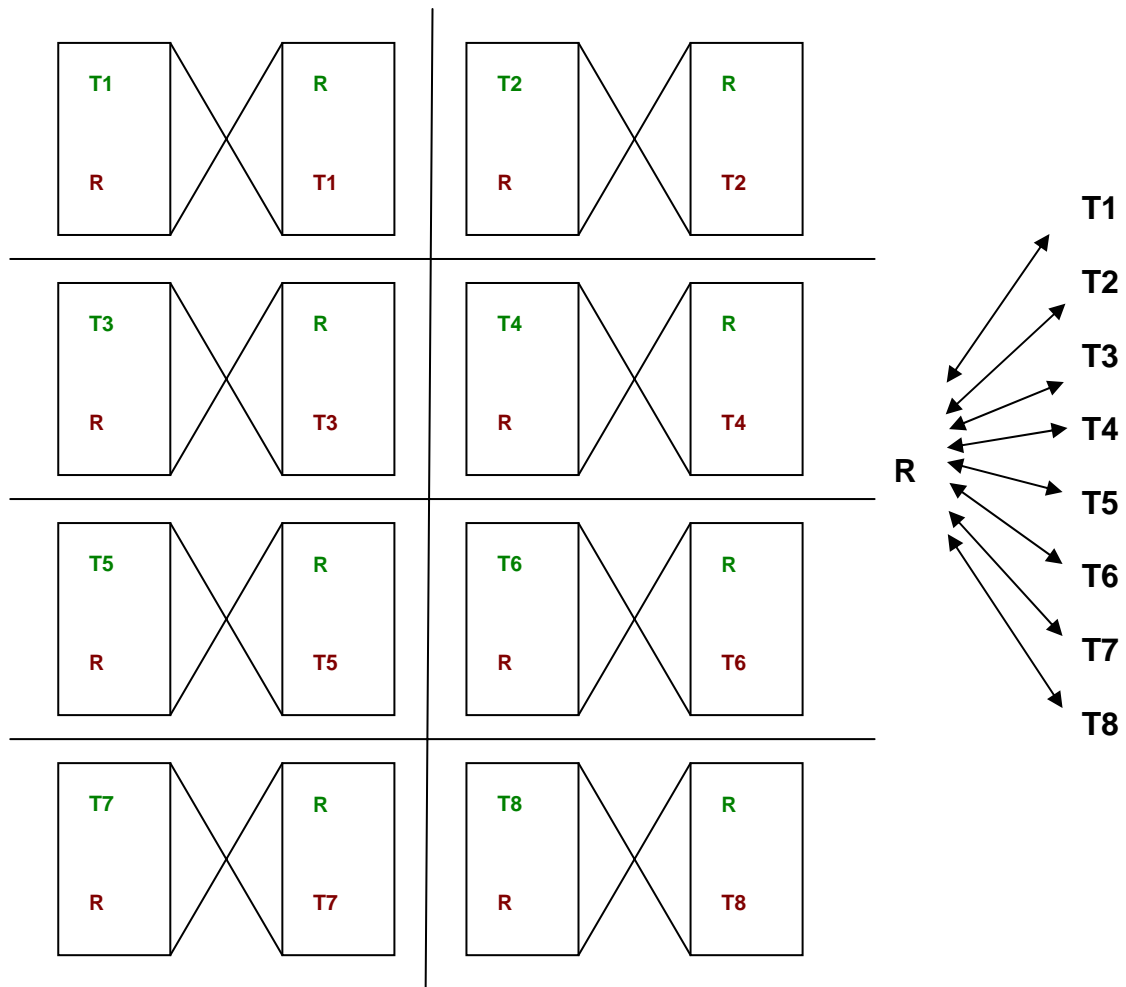 T1 R T2 R
R T1 R T2
T3 R T4 R
R T3 R T4
T5 R T6 R
R T5 R T6
T7 R T8 R
R T7 R T8
R
T1
T2
T3
T4
T5
T6
T7
T8